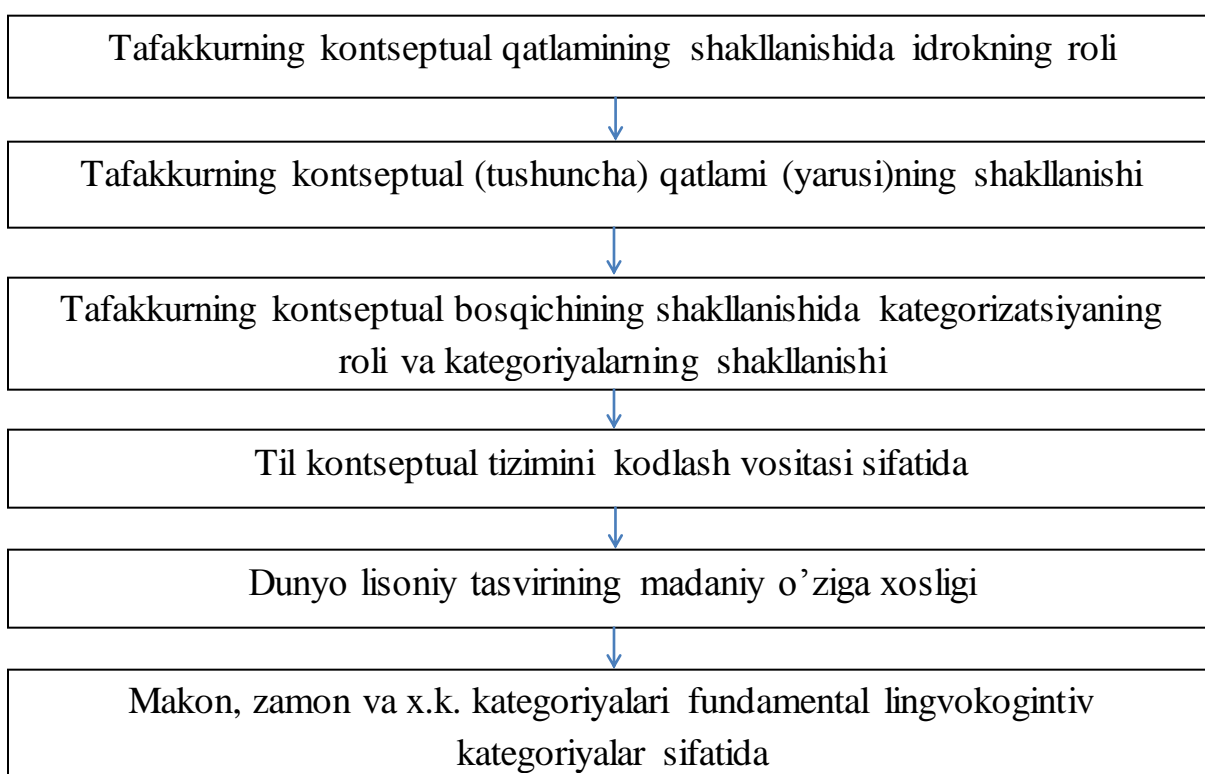 Tafakkurning kontseptual qatlamining shakllanishida idrokning roli
Tafakkurning kontseptual (tushuncha) qatlami (yarusi)ning shakllanishi
Tafakkurning kontseptual bosqichining shakllanishida kategorizatsiyaning
roli va kategoriyalarning shakllanishi
Til kontseptual tizimini kodlash vositasi sifatida
Dunyo lisoniy tasvirining madaniy o’ziga xosligi
Makon, zamon va x.k. kategoriyalari fundamental lingvokogintiv
kategoriyalar sifatida